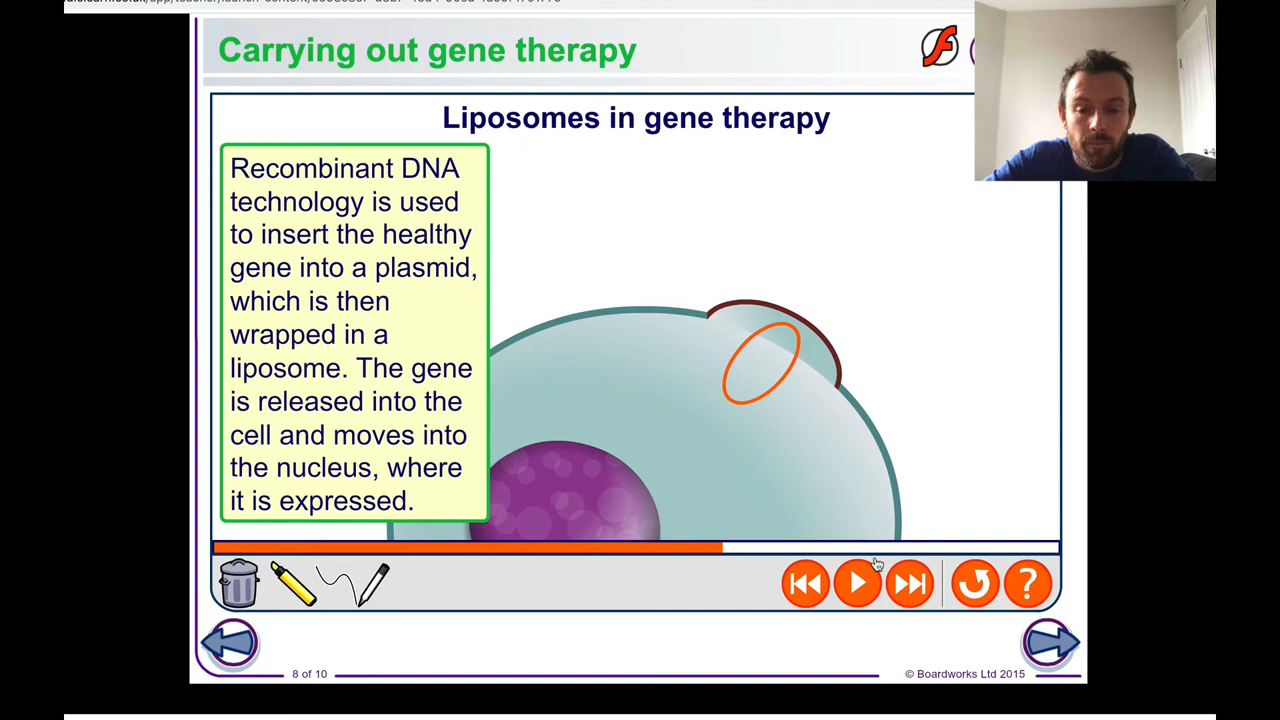 Carrying out gene therapy
Liposomes in gene therapy
Recombinant DNA
technology is used
to insert the healthy
gene into a plasmid,
which is then
wrapped in a
liposome. The gene
is released into the
cell and moves into
the nucleus, where
it is expressed.
?
8 of 10
© Boardworks Ltd 2015